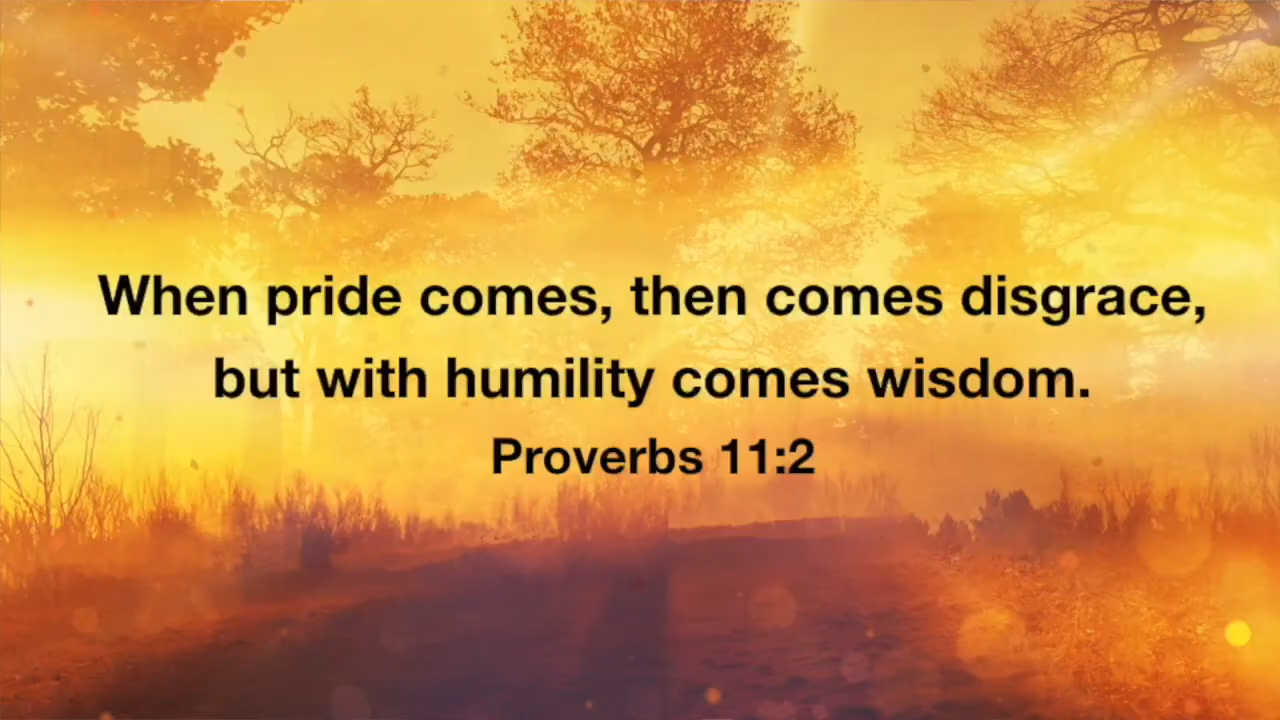 When pride comes, then comes disgrace,
but with humility comes wisdom.
Proverbs 11:2